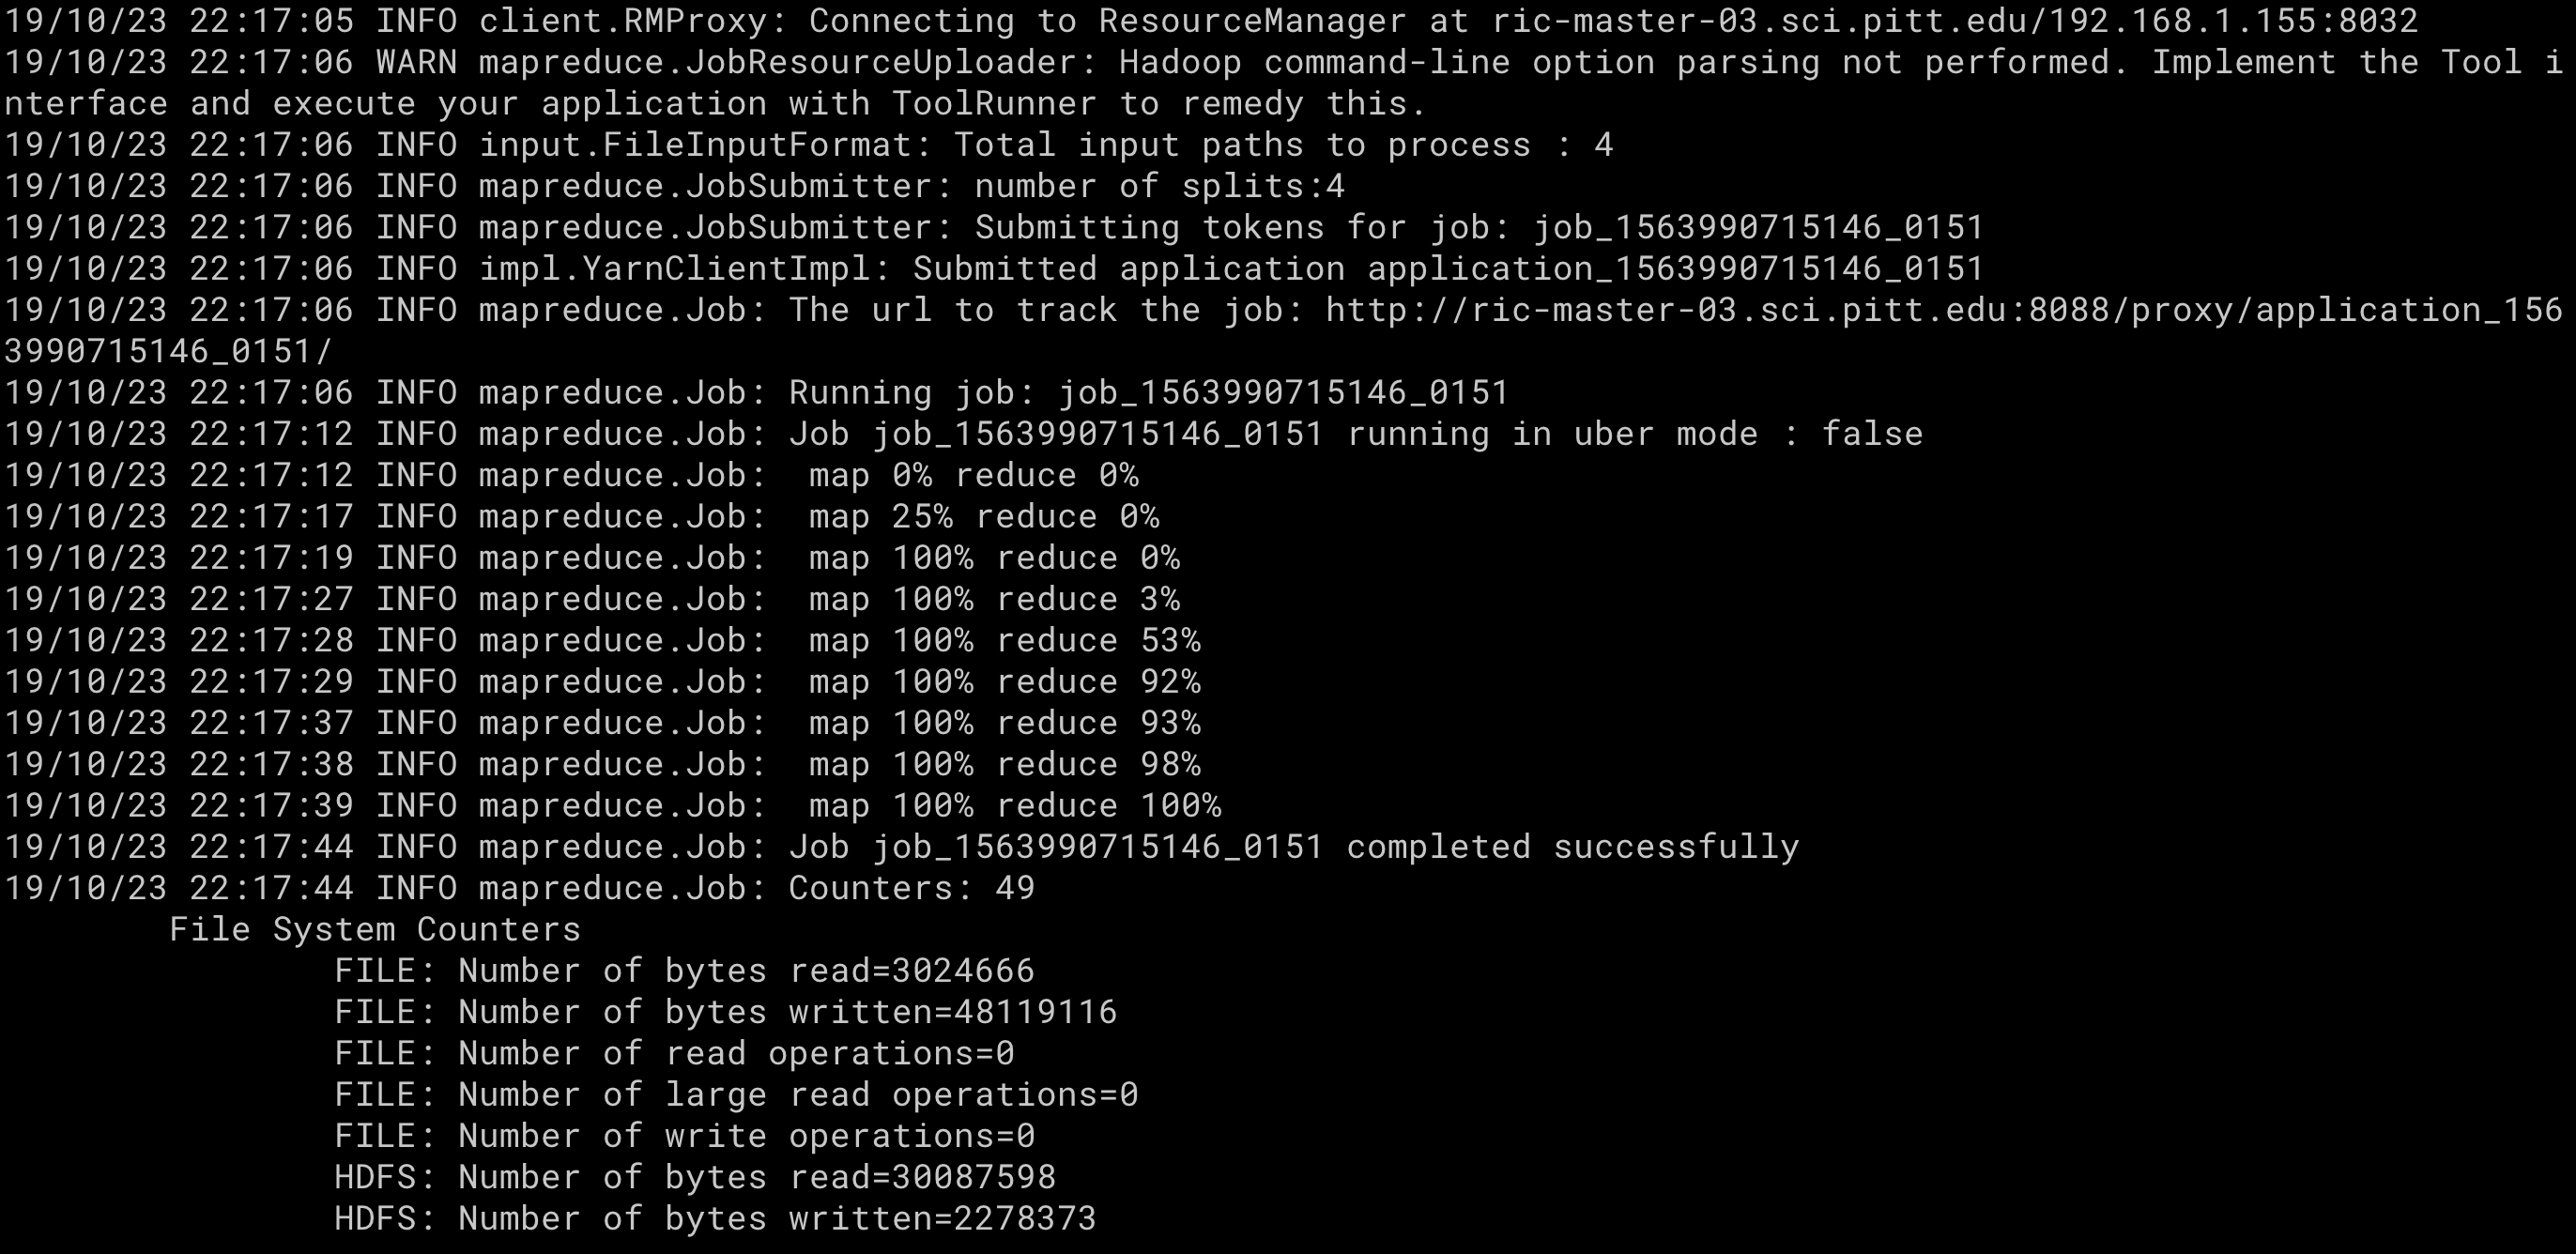 19/10/23 22:17:05 INFO client.RMProxy: Connecting to ResourceManager at ric-master-03.sci.pitt.edu/192.168.1.155:8032
19/10/23 22:17:06 WARN mapreduce.JobResourceUploader: Hadoop command-line option parsing not performed. Implement the Tool i
nterface and execute your application with ToolRunner to remedy this.
19/10/23 22:17:06 INFO input.FileInputFormat: Total input paths to process : 4
19/10/23 22:17:06 INFO mapreduce.JobSubmitter: number of splits:4
19/10/23 22:17:06 INFO mapreduce.JobSubmitter: Submitting tokens for job: job_1563990715146_0151
19/10/23 22:17:06 INFO impl.YarnClientImpl: Submitted application application_1563990715146_0151
19/10/23 22:17:06 INFO mapreduce.Job: The url to track the job: http://ric-master-03.sci.pitt.edu:8088/proxy/application_156
3990715146_0151/
19/10/23 22:17:06 INFO mapreduce.Job: Running job: job_1563990715146_0151
19/10/23 22:17:12 INFO mapreduce.Job: Job job_1563990715146_0151 running in uber mode : false
19/10/23 22:17:12 INFO mapreduce.Job:  map 0% reduce 0%
19/10/23 22:17:17 INFO mapreduce.Job:  map 25% reduce 0%
19/10/23 22:17:19 INFO mapreduce.Job:  map 100% reduce 0%
19/10/23 22:17:27 INFO mapreduce.Job:  map 100% reduce 3%
19/10/23 22:17:28 INFO mapreduce.Job:  map 100% reduce 53%
19/10/23 22:17:29 INFO mapreduce.Job:  map 100% reduce 92%
19/10/23 22:17:37 INFO mapreduce.Job:  map 100% reduce 93%
19/10/23 22:17:38 INFO mapreduce.Job:  map 100% reduce 98%
19/10/23 22:17:39 INFO mapreduce.Job:  map 100% reduce 100%
19/10/23 22:17:44 INFO mapreduce.Job: Job job_1563990715146_0151 completed successfully
19/10/23 22:17:44 INFO mapreduce.Job: Counters: 49
        File System Counters
                FILE: Number of bytes read=3024666
                FILE: Number of bytes written=48119116
                FILE: Number of read operations=0
                FILE: Number of large read operations=0
                FILE: Number of write operations=0
                HDFS: Number of bytes read=30087598
                HDFS: Number of bytes written=2278373